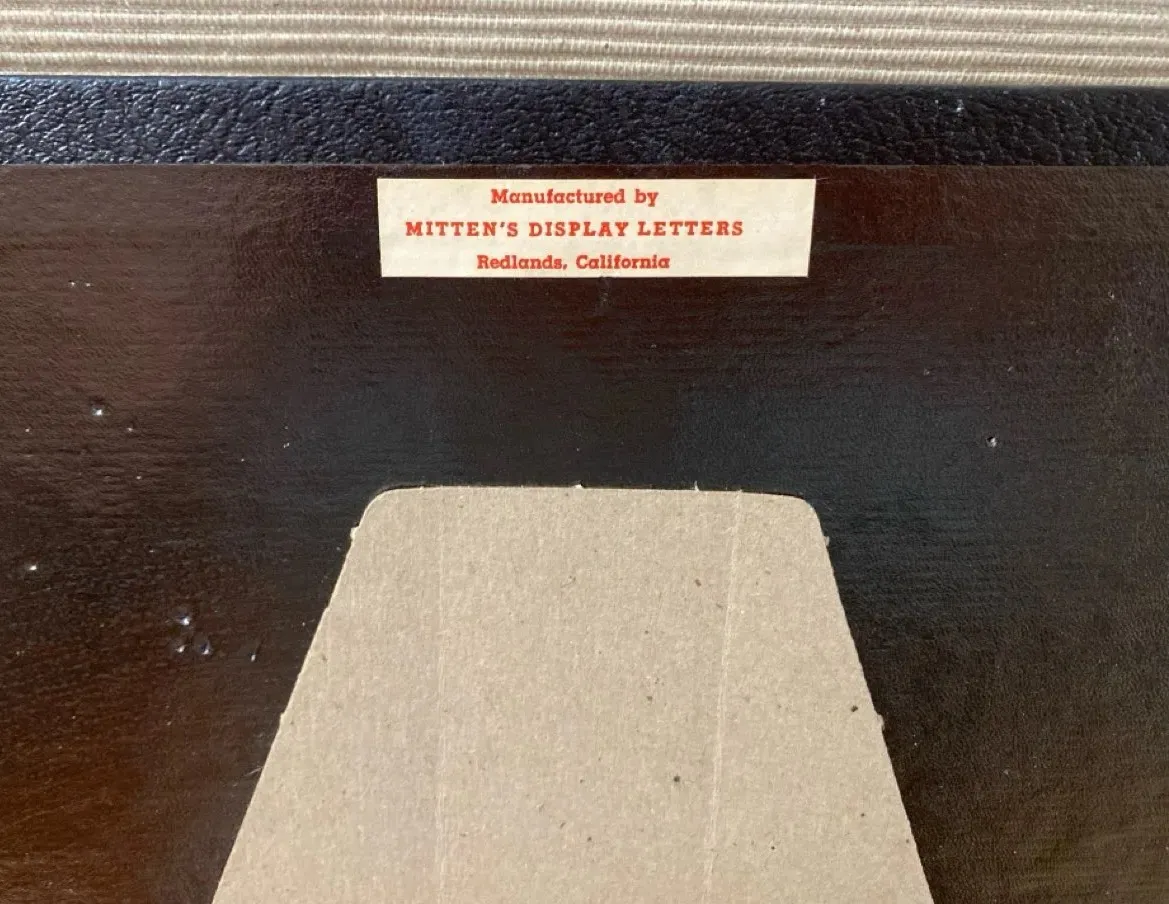 Manufactured by
MITTEN'S DISPLAY LETTERS
Redlands, California